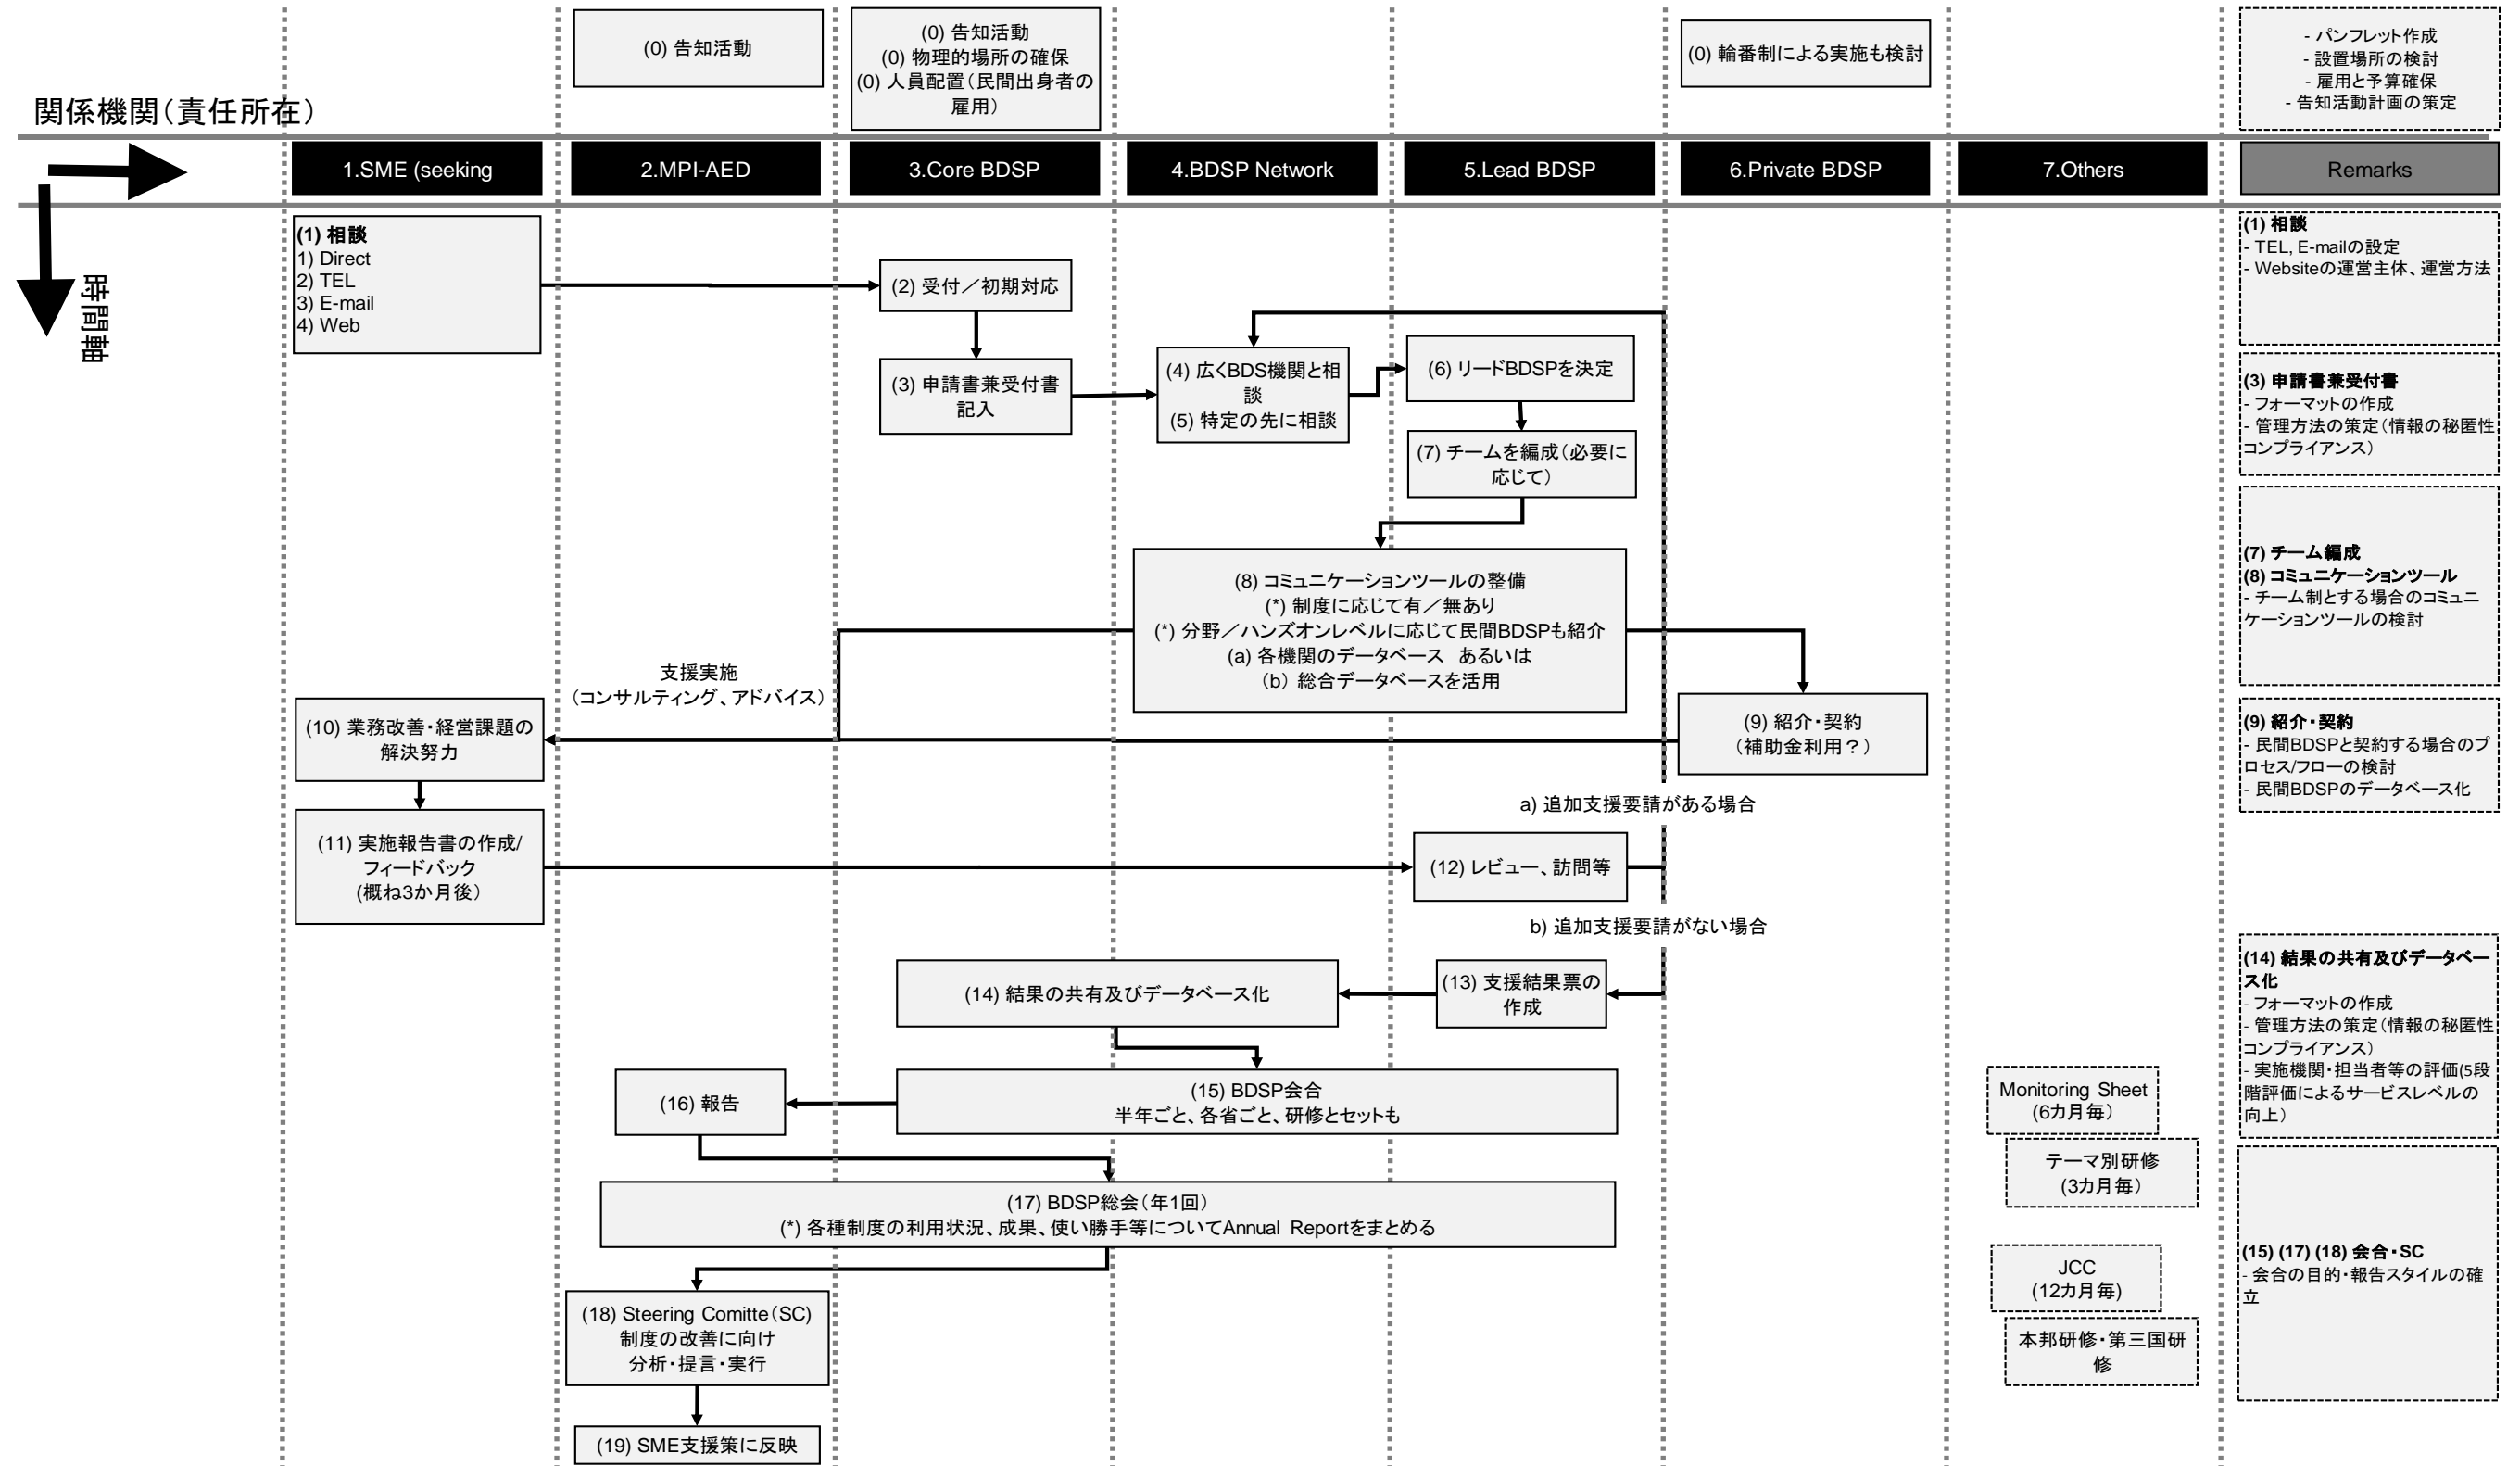 (0) 告知活動
(0) 告知活動
(0) 物理的場所の確保
(0) 人員配置（民間出身者の
雇用）
(0) 輪番制による実施も検討
- パンフレット作成
- 設置場所の検討
- 雇用と予算確保
- 告知活動計画の策定
関係機関（責任所在）
1.SME (seeking
2.MPI-AED
3.Core BDSP
4.BDSP Network
5.Lead BDSP
6.Private BDSP
7.Others
Remarks
時間軸
(1) 相談
1) Direct
2) TEL
3) E-mail
4) Web
(2) 受付／初期対応
(3) 申請書兼受付書
記入
(4) 広くBDS機関と相
談
(5) 特定の先に相談
(6) リードBDSPを決定
(7) チームを編成（必要に
応じて）
(8) コミュニケーションツールの整備
(*) 制度に応じて有／無あり
(*) 分野／ハンズオンレベルに応じて民間BDSPも紹介
(a) 各機関のデータベース　あるいは
（b） 総合データベースを活用
支援実施
（コンサルティング、アドバイス）
(9) 紹介・契約
（補助金利用？）
(10) 業務改善・経営課題の
解決努力
a) 追加支援要請がある場合
(11) 実施報告書の作成/
フィードバック
(概ね3か月後）
(12) レビュー、訪問等
b) 追加支援要請がない場合
(13) 支援結果票の
作成
(14) 結果の共有及びデータベース化
(15) BDSP会合
半年ごと、各省ごと、研修とセットも
(16) 報告
(17) BDSP総会（年1回）
(*) 各種制度の利用状況、成果、使い勝手等についてAnnual Reportをまとめる
(18) Steering Comitte（SC)
制度の改善に向け
分析・提言・実行
(19) SME支援策に反映
Monitoring Sheet
(6カ月毎）
テーマ別研修
(3カ月毎）
JCC
(12カ月毎)
本邦研修・第三国研
修
(1) 相談
- TEL, E-mailの設定
- Websiteの運営主体、運営方法
(3) 申請書兼受付書
- フォーマットの作成
- 管理方法の策定（情報の秘匿性
コンプライアンス）
(7) チーム編成
(8) コミュニケーションツール
- チーム制とする場合のコミュニ
ケーションツールの検討
(9) 紹介・契約
- 民間BDSPと契約する場合のプ
ロセス/フローの検討
- 民間BDSPのデータベース化
(14) 結果の共有及びデータベー
ス化
- フォーマットの作成
- 管理方法の策定（情報の秘匿性
コンプライアンス）
- 実施機関・担当者等の評価(5段
階評価によるサービスレベルの
向上）
(15) (17) (18) 会合・SC
- 会合の目的・報告スタイルの確
立